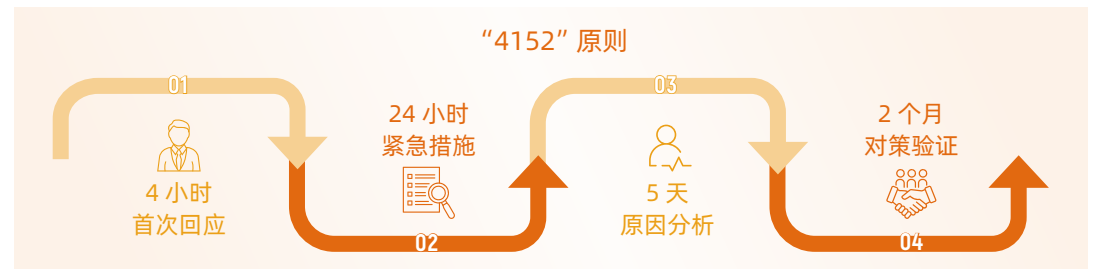 “4152”原则
01
4 小时
首次回应
24 小时
紧急措施
02
03
5 天
原因分析
2 个月
对策验证
04